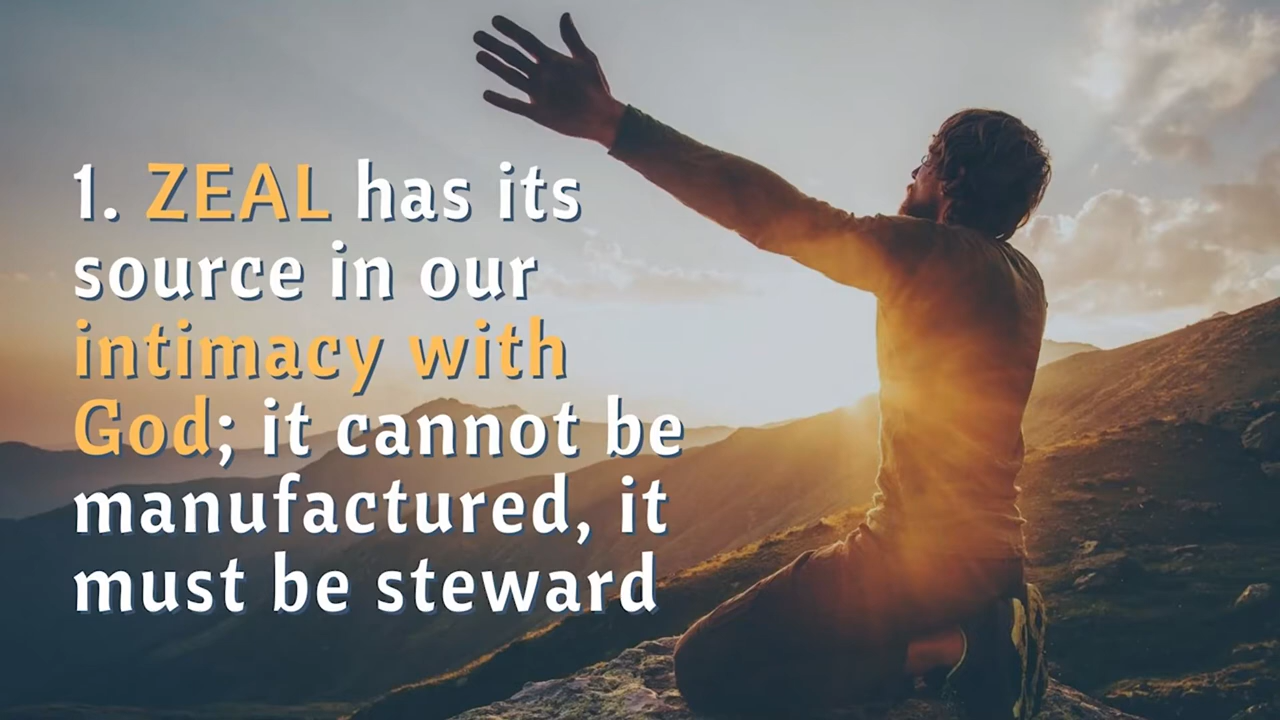 1. ZEAL has its
source in our
intimacy with
God; it cannot be
manufactured, it
must be steward